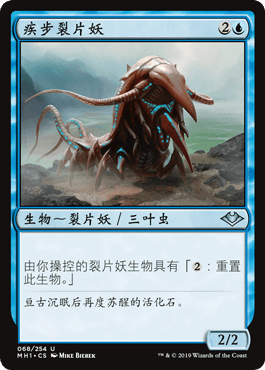 疾步裂片妖 2
生物～裂片妖 / 三叶虫
由你操控的裂片妖生物具有「2：重置
此生物。」
亘古沉眠后再度苏醒的活化石。
2/2
068/254 U
MH1 • CS MIKE BIEREK ™ & © 2019 Wizards of the Coast